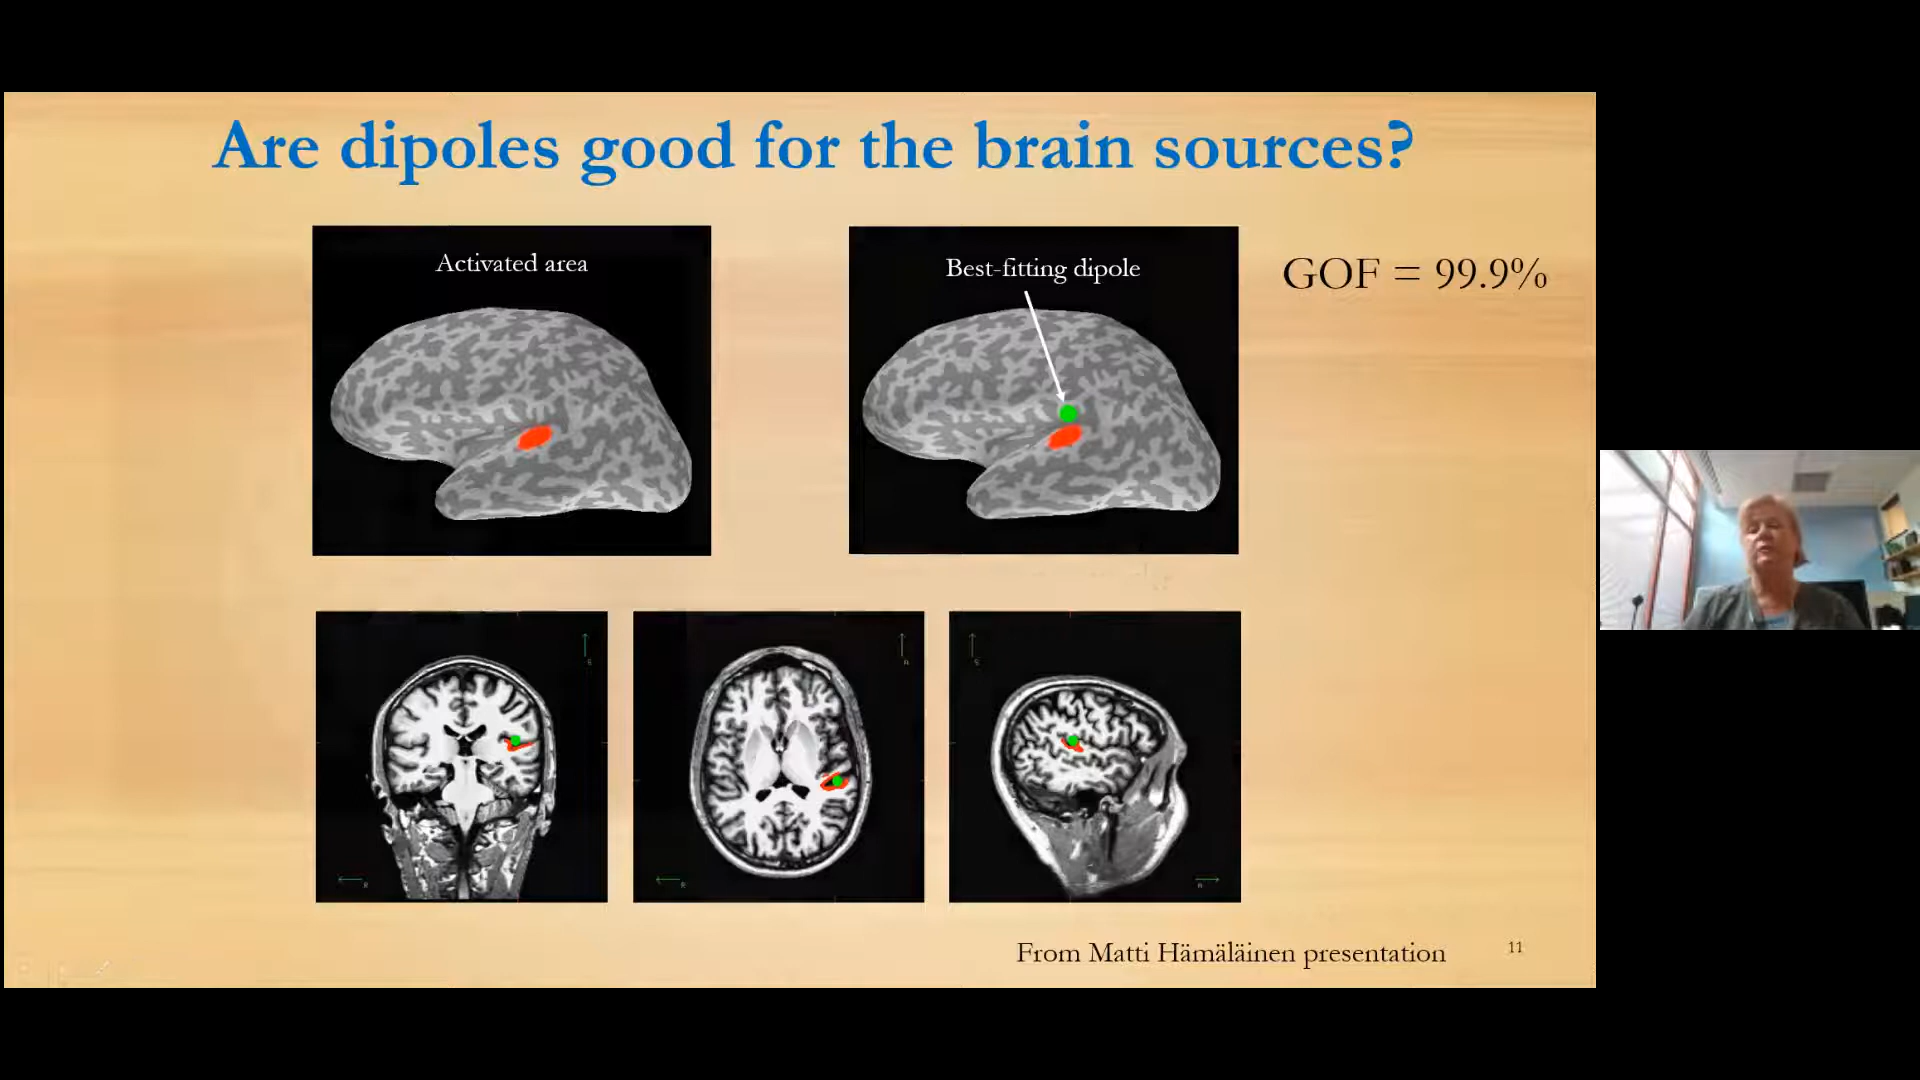 Are dipoles good for the brain sources?
Activated area
Best-fitting dipole
GOF = 99.9%
S
A
S
R
R
A
From Matti Hämäläinen presentation
11